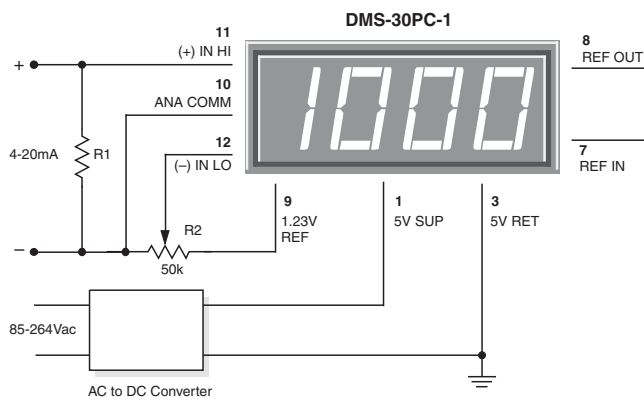 DMS-30PC-1
11
(+) IN HI
8
REF OUT
+
10
ANA COMM
1000
4-20mA
R1
12
(–) IN LO
7
REF IN
9
1.23V
REF
1
5V SUP
3
5V RET
–
R2
50k
85-264Vac
AC to DC Converter